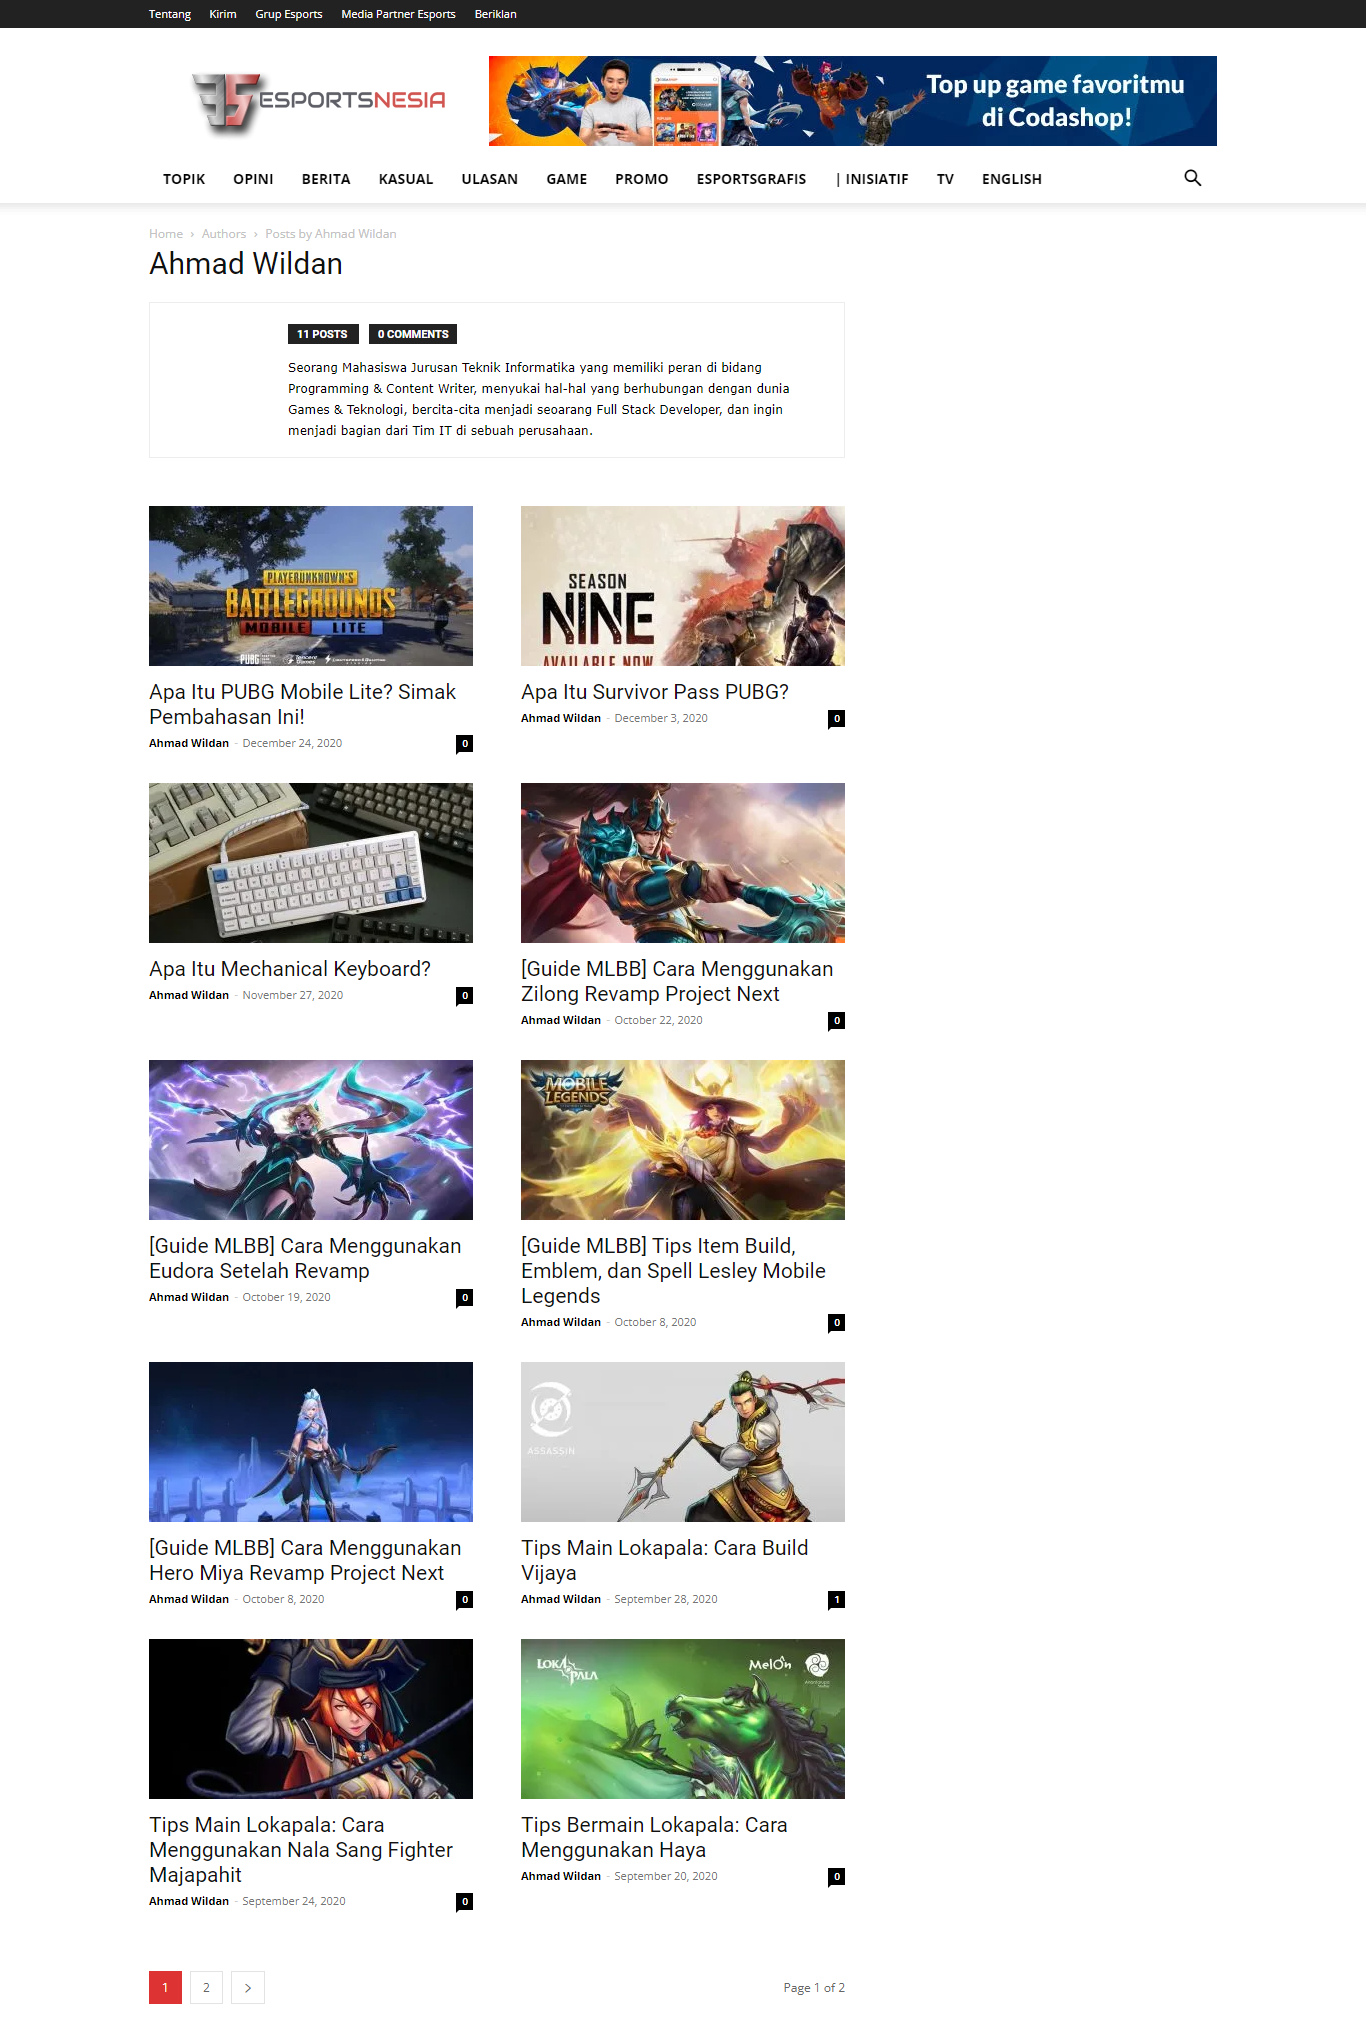 Tentang Kirim Grup Esports Media Partner Esports Beriklan
ESPORTSNESIA
Top up game favoritmu
di Codashop!
TOPIK OPINI BERITA KASUAL ULASAN GAME PROMO ESPORTSGRAFIS | INISIATIF TV ENGLISH
Home › Authors › Posts by Ahmad Wildan
Ahmad Wildan
11 POSTS 0 COMMENTS
Seorang Mahasiswa Jurusan Teknik Informatika yang memiliki peran di bidang
Programming & Content Writer, menyukai hal-hal yang berhubungan dengan dunia
Games & Teknologi, bercita-cita menjadi seoarang Full Stack Developer, dan ingin
menjadi bagian dari Tim IT di sebuah perusahaan.
PLAYERUNKNOWN'S
BATTLEGROUNDS
MOBILE LITE
PUBG Tencent Games
SEASON
NINE
AVAILABLE NOW
Apa Itu PUBG Mobile Lite? Simak
Pembahasan Ini!
Ahmad Wildan - December 24, 2020 0
Apa Itu Survivor Pass PUBG?
Ahmad Wildan - December 3, 2020 0
Apa Itu Mechanical Keyboard?
Ahmad Wildan - November 27, 2020 0
[Guide MLBB] Cara Menggunakan
Zilong Revamp Project Next
Ahmad Wildan - October 22, 2020 0
MOBILE
LEGENDS
[Guide MLBB] Cara Menggunakan
Eudora Setelah Revamp
Ahmad Wildan - October 19, 2020 0
[Guide MLBB] Tips Item Build,
Emblem, dan Spell Lesley Mobile
Legends
Ahmad Wildan - October 8, 2020 0
ASSASSIN
[Guide MLBB] Cara Menggunakan
Hero Miya Revamp Project Next
Ahmad Wildan - October 8, 2020 0
Tips Main Lokapala: Cara Build
Vijaya
Ahmad Wildan - September 28, 2020 1
LOKAPALA Melon
Tips Main Lokapala: Cara
Menggunakan Nala Sang Fighter
Majapahit
Ahmad Wildan - September 24, 2020 0
Tips Bermain Lokapala: Cara
Menggunakan Haya
Ahmad Wildan - September 20, 2020 0
1 2 > Page 1 of 2